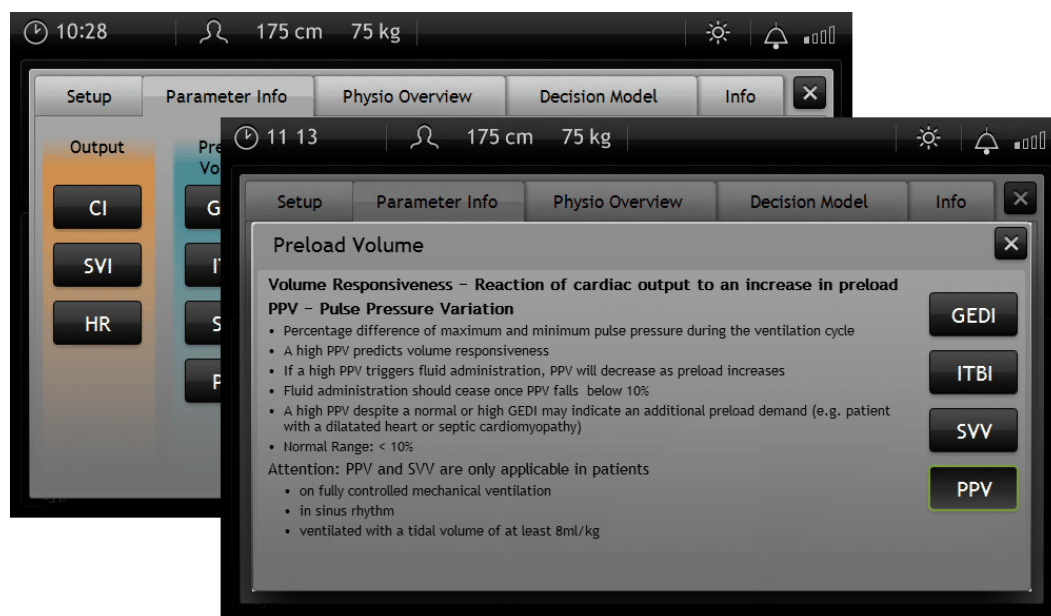 10:28
175 cm 75 kg
Setup Parameter Info Physio Overview Decision Model Info
Output
CI
SVI
HR
11 13
175 cm 75 kg
Setup Parameter Info Physio Overview Decision Model Info
Preload Volume
Volume Responsiveness – Reaction of cardiac output to an increase in preload
PPV – Pulse Pressure Variation
• Percentage difference of maximum and minimum pulse pressure during the ventilation cycle
• A high PPV predicts volume responsiveness
• If a high PPV triggers fluid administration, PPV will decrease as preload increases
• Fluid administration should cease once PPV falls below 10%
• A high PPV despite a normal or high GEDI may indicate an additional preload demand (e.g. patient
with a dilatated heart or septic cardiomyopathy)
• Normal Range: < 10%
Attention: PPV and SVV are only applicable in patients
• on fully controlled mechanical ventilation
• in sinus rhythm
• ventilated with a tidal volume of at least 8ml/kg
GEDI
ITBI
SVV
PPV